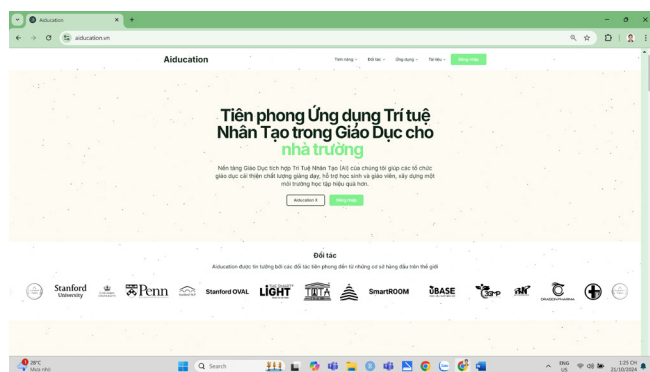 Aiducation
aiducation.vn
Aiducation
Tính năng
Đối tác
Ứng dụng
Tài liệu
Đăng nhập
Tiên phong Ứng dụng Trí tuệ
Nhân Tạo trong Giáo Dục cho
nhà trường
Nền tảng Giáo Dục tích hợp Trí Tuệ Nhân Tạo (AI) của chúng tôi giúp các tổ chức
giáo dục cải thiện chất lượng giảng dạy, hỗ trợ học sinh và giáo viên, xây dựng một
môi trường học tập hiệu quả hơn.
Đăng nhập
Đối tác
Aiducation được tin tưởng bởi các đối tác tiên phong đến từ những cơ sở hàng đầu trên thế giới
Stanford
University
Penn
Stanford OVAL
LIGHT
SmartROOM
ÜBASE
DRAGON PHARMA
28°C
Mưa nhỏ
Search
ENG
US
1:25 CH
21/10/2024